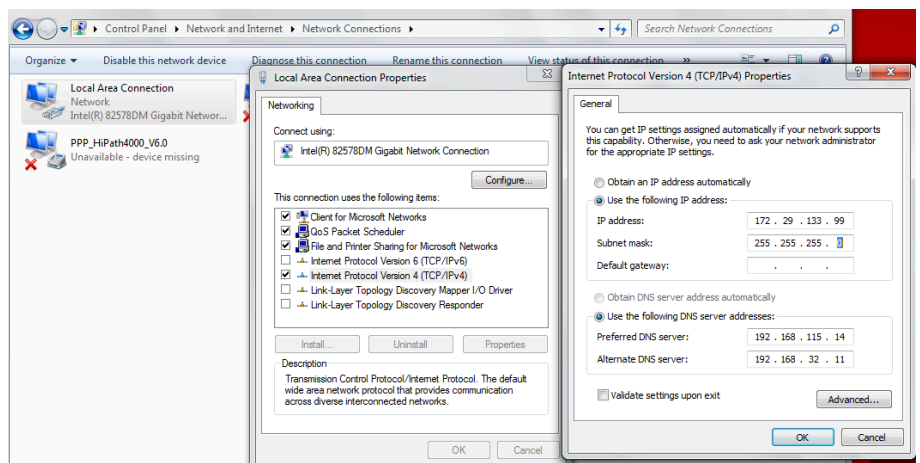 Control Panel ▸ Network and Internet ▸ Network Connections ▸
Search Network Connections
Organize
Disable this network device
Diagnose this connection
Rename this connection
View status of this connection
»
Local Area Connection
Network
Intel(R) 82578DM Gigabit Networ...
PPP_HiPath4000_V6.0
Unavailable - device missing
Local Area Connection Properties
Networking
Connect using:
Intel(R) 82578DM Gigabit Network Connection
Configure...
This connection uses the following items:
Client for Microsoft Networks
QoS Packet Scheduler
File and Printer Sharing for Microsoft Networks
Internet Protocol Version 6 (TCP/IPv6)
Internet Protocol Version 4 (TCP/IPv4)
Link-Layer Topology Discovery Mapper I/O Driver
Link-Layer Topology Discovery Responder
Install...
Uninstall
Properties
Description
Transmission Control Protocol/Internet Protocol. The default
wide area network protocol that provides communication
across diverse interconnected networks.
OK
Cancel
Internet Protocol Version 4 (TCP/IPv4) Properties
General
You can get IP settings assigned automatically if your network supports
this capability. Otherwise, you need to ask your network administrator
for the appropriate IP settings.
Obtain an IP address automatically
Use the following IP address:
IP address: 172 . 29 . 133 . 99
Subnet mask: 255 . 255 . 255 . 0
Default gateway: . . .
Obtain DNS server address automatically
Use the following DNS server addresses:
Preferred DNS server: 192 . 168 . 115 . 14
Alternate DNS server: 192 . 168 . 32 . 11
Validate settings upon exit
Advanced...
OK
Cancel